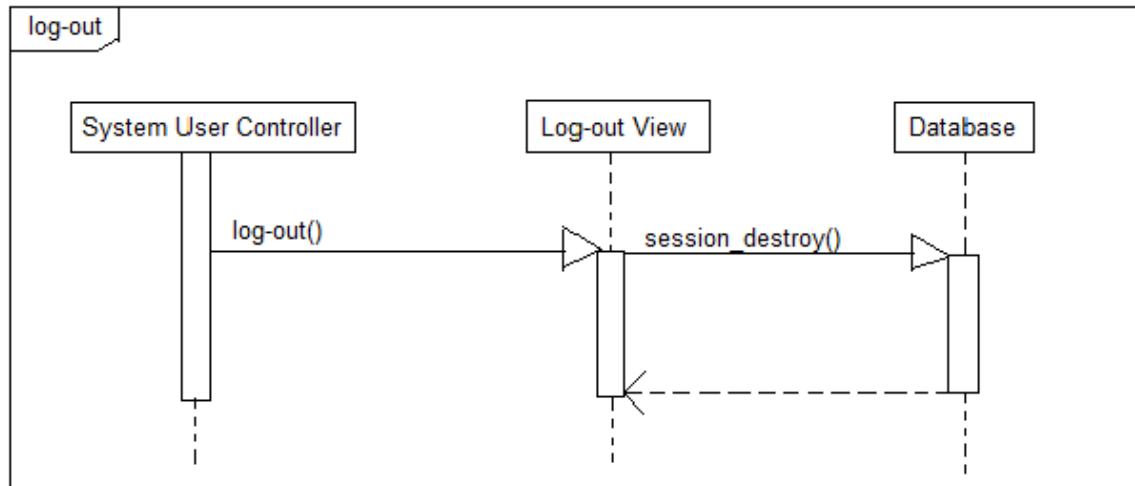 log-out
System User Controller
Log-out View
Database
log-out()
session_destroy()